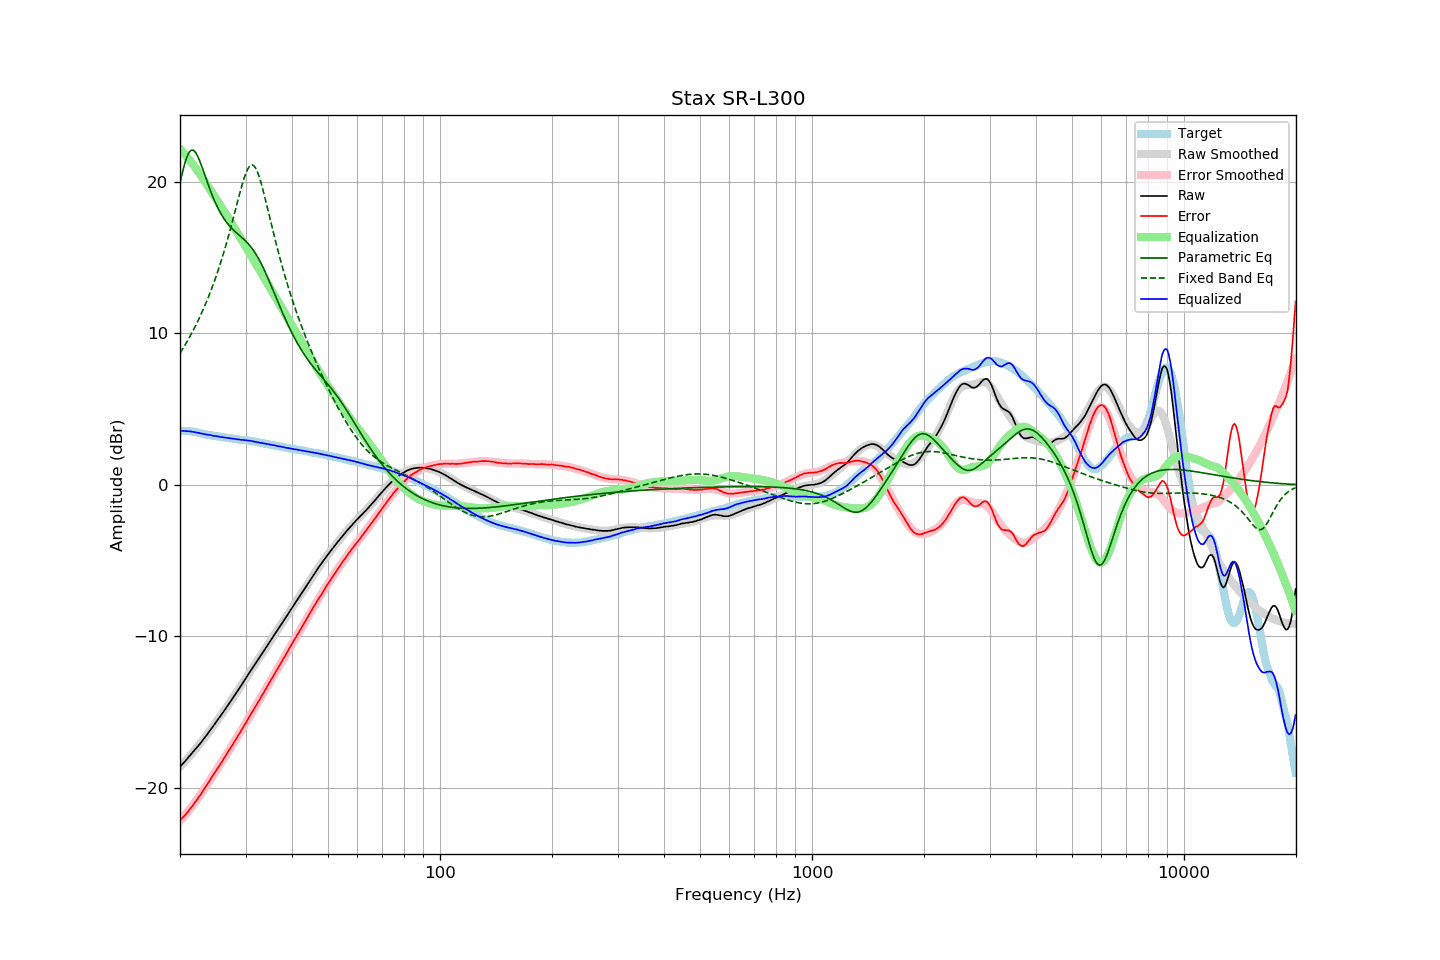 Stax SR-L300
Target
Raw Smoothed
Error Smoothed
Raw
Error
Equalization
Parametric Eq
Fixed Band Eq
Equalized
20
10
0
−10
−20
Amplitude (dBr)
100
1000
10000
Frequency (Hz)